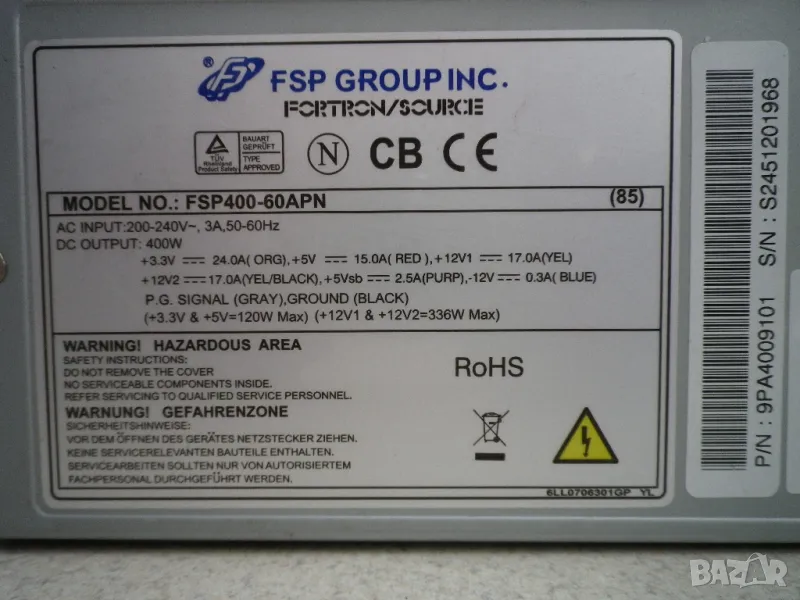 ® FSP GROUP INC.
FORTRON/SOURCE
TÜV
Rheinland
Product Safety
BAUART
GEPRÜFT
TYPE
APPROVED
N CB CE
MODEL NO.: FSP400-60APN (85)
AC INPUT:200-240V~, 3A,50-60Hz
DC OUTPUT: 400W
+3.3V ⎓ 24.0A( ORG),+5V ⎓ 15.0A( RED ), +12V1 ⎓ 17.0A(YEL)
+12V2 ⎓ 17.0A(YEL/BLACK), +5Vsb ⎓ 2.5A(PURP),-12V ⎓ 0.3A( BLUE)
P.G. SIGNAL (GRAY),GROUND (BLACK)
(+3.3V & +5V=120W Max) (+12V1 & +12V2=336W Max)
WARNING! HAZARDOUS AREA
SAFETY INSTRUCTIONS:
DO NOT REMOVE THE COVER
NO SERVICEABLE COMPONENTS INSIDE.
REFER SERVICING TO QUALIFIED SERVICE PERSONNEL.
WARNUNG! GEFAHRENZONE
SICHERHEITSHINWEISE:
VOR DEM ÖFFNEN DES GERÄTES NETZSTECKER ZIEHEN.
KEINE SERVICERELEVANTEN BAUTEILE ENTHALTEN.
SERVICEARBEITEN SOLLTEN NUR VON AUTORISIERTEM
FACHPERSONAL DURCHGEFÜHRT WERDEN.
RoHS
6LL0706301GP YL
P/N : 9PA4009101 S/N : S2451201968
BAZAR